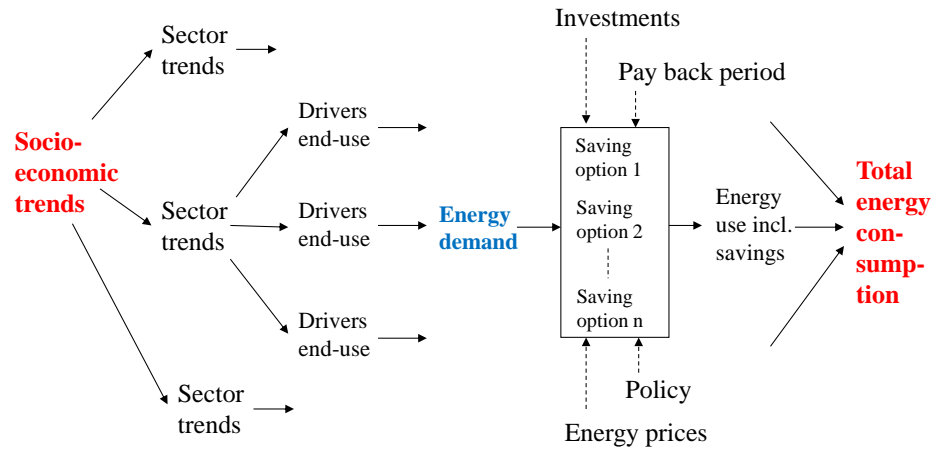 Investments
Sector
trends
Pay back period
Drivers
end-use
Socio-
economic
trends
Saving
option 1
Total
energy
con-
sump-
tion
Sector
trends
Drivers
end-use
Energy
demand
Saving
option 2
Energy
use incl.
savings
Saving
option n
Drivers
end-use
Sector
trends
Policy
Energy prices